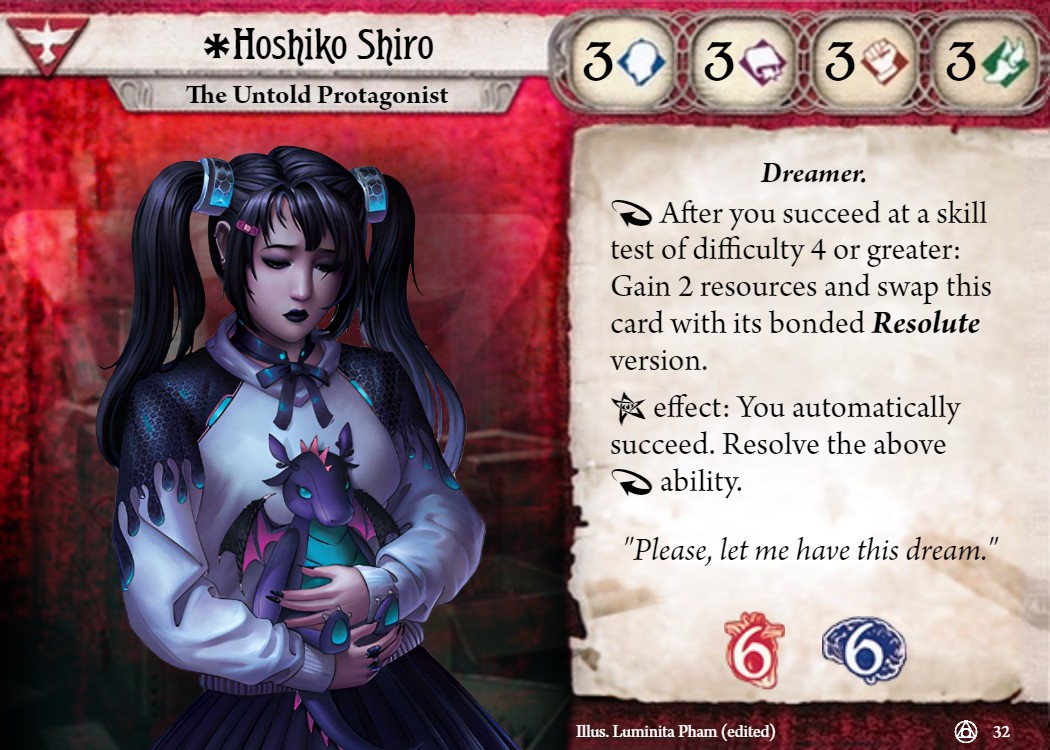 *Hoshiko Shiro
The Untold Protagonist
3 3 3 3
Dreamer.
After you succeed at a skill
test of difficulty 4 or greater:
Gain 2 resources and swap this
card with its bonded Resolute
version.
effect: You automatically
succeed. Resolve the above
ability.
"Please, let me have this dream."
6 6
Illus. Luminita Pham (edited)
32